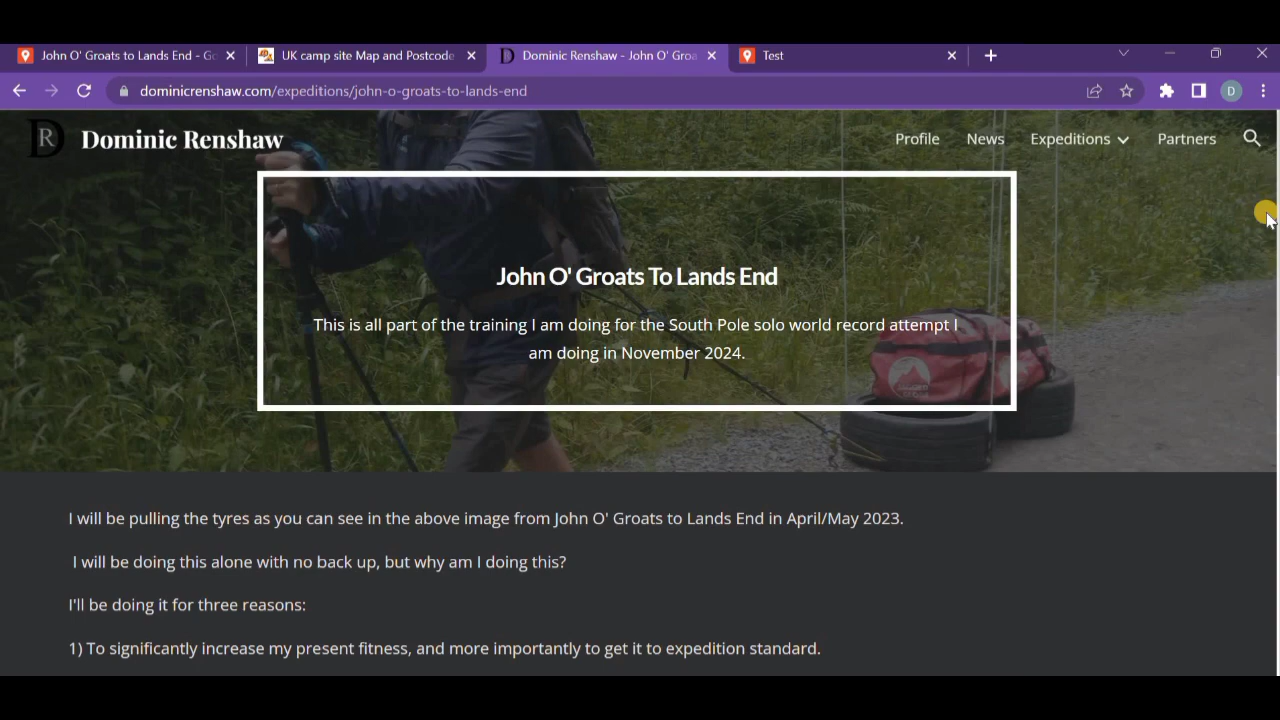 John O' Groats to Lands End - Go
UK camp site Map and Postcode
Dominic Renshaw - John O' Groa
Test
dominicrenshaw.com/expeditions/john-o-groats-to-lands-end
D
DR
Dominic Renshaw
Profile
News
Expeditions
Partners
John O' Groats To Lands End
This is all part of the training I am doing for the South Pole solo world record attempt I
am doing in November 2024.
I will be pulling the tyres as you can see in the above image from John O' Groats to Lands End in April/May 2023.
I will be doing this alone with no back up, but why am I doing this?
I'll be doing it for three reasons:
1) To significantly increase my present fitness, and more importantly to get it to expedition standard.